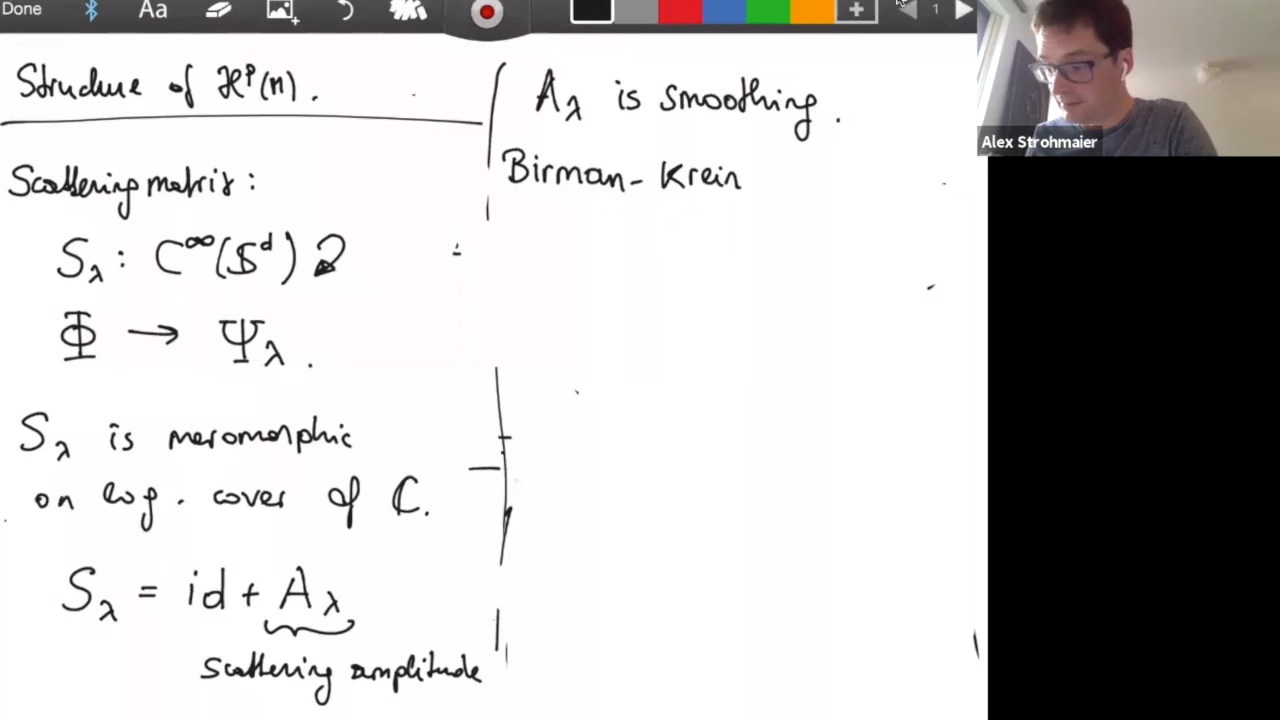 Done Aa 1
Structure of ℋᵖ(M).
Scattering matrix:
S_λ : C^∞(𝕊^d)
Φ → Ψ_λ .
S_λ is meromorphic
on log. cover of ℂ.
S_λ = id + A_λ
scattering amplitude
A_λ is smoothing.
Birman-Krein
Alex Strohmaier